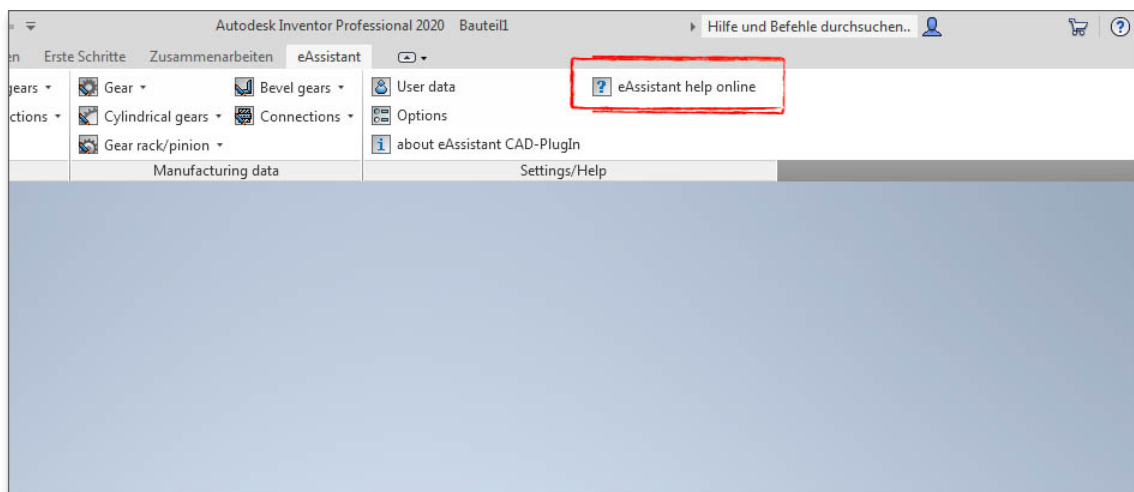 Autodesk Inventor Professional 2020 Bauteil1 Hilfe und Befehle durchsuchen..
Erste Schritte Zusammenarbeiten eAssistant
Gear Bevel gears User data eAssistant help online
Cylindrical gears Connections Options
Gear rack/pinion about eAssistant CAD-PlugIn
Manufacturing data Settings/Help